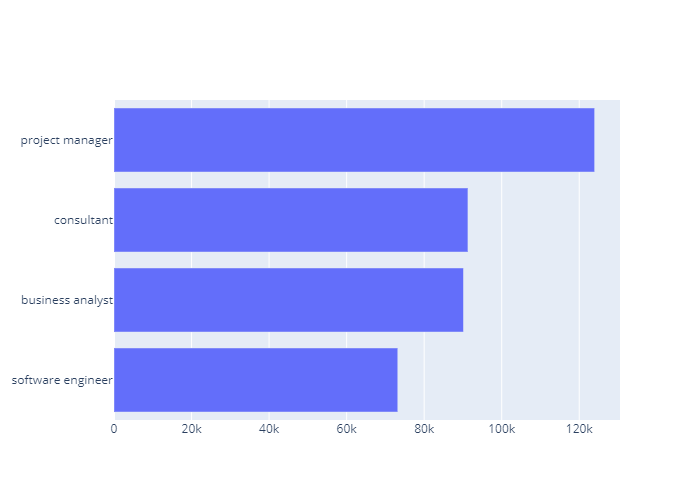 project manager
consultant
business analyst
software engineer
0 20k 40k 60k 80k 100k 120k